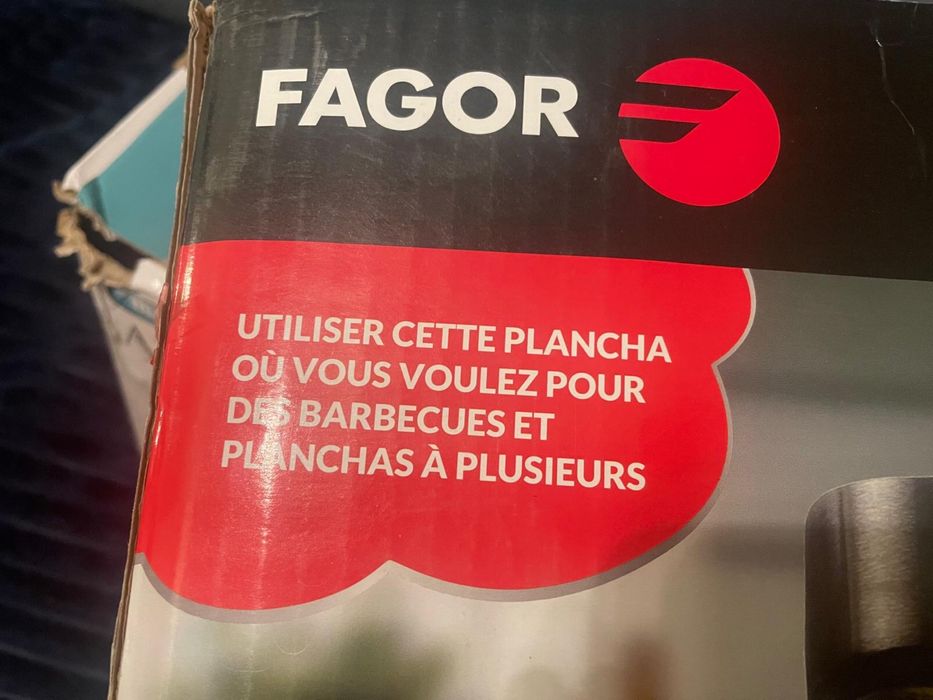 FAGOR
UTILISER CETTE PLANCHA
OÙ VOUS VOULEZ POUR
DES BARBECUES ET
PLANCHAS À PLUSIEURS